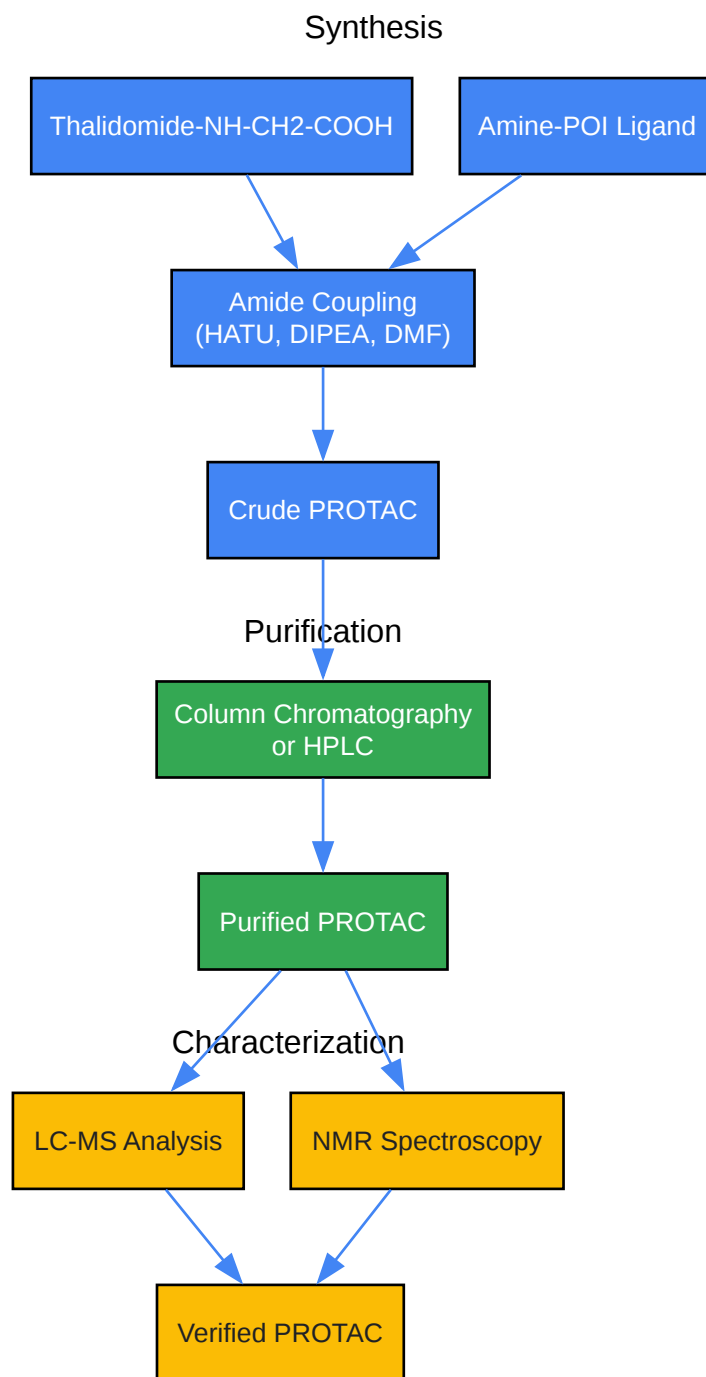 Synthesis
Thalidomide-NH-CH2-COOH
Amine-POI Ligand
Amide Coupling
(HATU, DIPEA, DMF)
Crude PROTAC
Purification
Column Chromatography
or HPLC
Purified PROTAC
Characterization
LC-MS Analysis
NMR Spectroscopy
Verified PROTAC